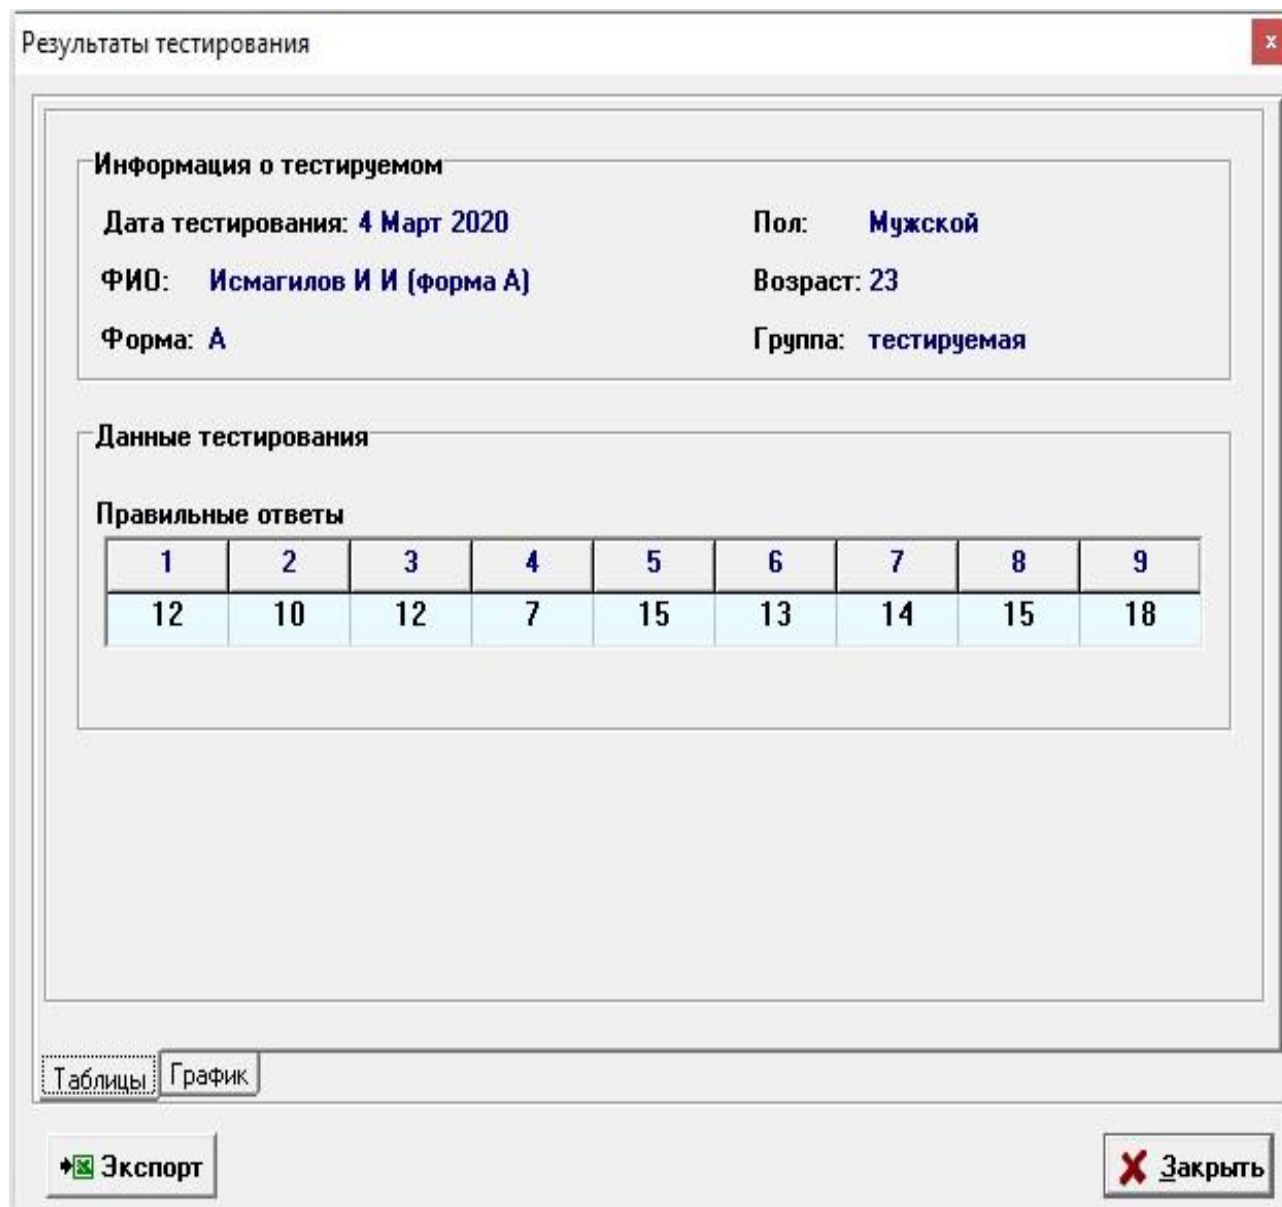 Результаты тестирования
x
Информация о тестируемом
Дата тестирования: 4 Март 2020 Пол: Мужской
ФИО: Исмагилов И И (форма А) Возраст: 23
Форма: А Группа: тестируемая
Данные тестирования
Правильные ответы
1 2 3 4 5 6 7 8 9
12 10 12 7 15 13 14 15 18
Таблицы График
Экспорт Закрыть